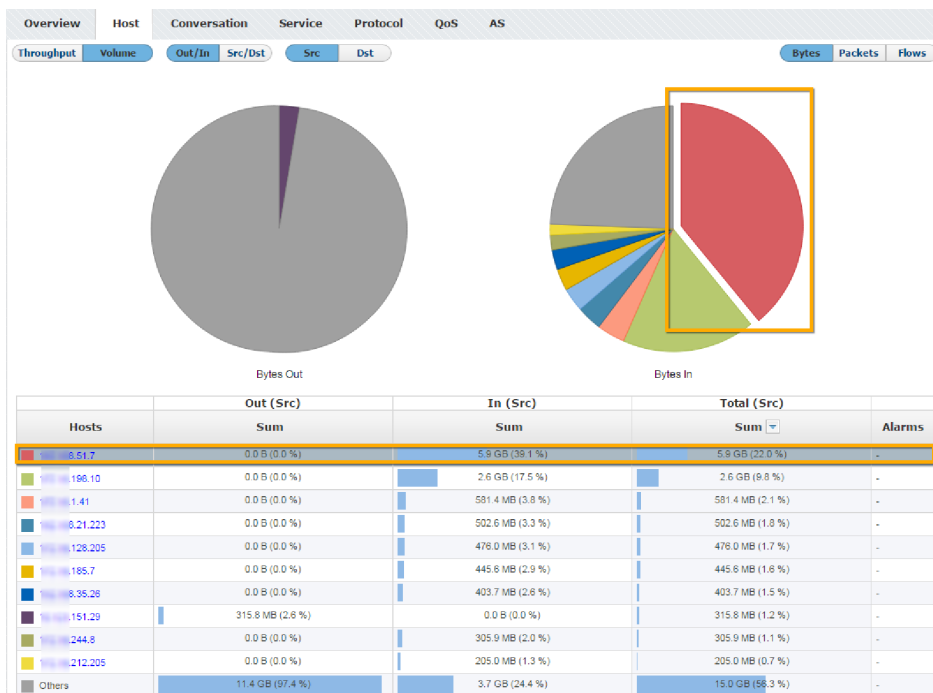 Overview Host Conversation Service Protocol QoS AS
Throughput Volume Out/In Src/Dst Src Dst Bytes Packets Flows
Bytes Out Bytes In
Out (Src) In (Src) Total (Src)
Hosts Sum Sum Sum Alarms
8.51.7 0.0 B (0.0 %) 5.9 GB (39.1 %) 5.9 GB (22.0 %) -
.198.10 0.0 B (0.0 %) 2.6 GB (17.5 %) 2.6 GB (9.8 %) -
.1.41 0.0 B (0.0 %) 581.4 MB (3.8 %) 581.4 MB (2.1 %) -
8.21.223 0.0 B (0.0 %) 502.6 MB (3.3 %) 502.6 MB (1.8 %) -
.128.205 0.0 B (0.0 %) 476.0 MB (3.1 %) 476.0 MB (1.7 %) -
.185.7 0.0 B (0.0 %) 445.6 MB (2.9 %) 445.6 MB (1.6 %) -
8.35.26 0.0 B (0.0 %) 403.7 MB (2.6 %) 403.7 MB (1.5 %) -
.151.29 315.8 MB (2.6 %) 0.0 B (0.0 %) 315.8 MB (1.2 %) -
.244.8 0.0 B (0.0 %) 305.9 MB (2.0 %) 305.9 MB (1.1 %) -
.212.205 0.0 B (0.0 %) 205.0 MB (1.3 %) 205.0 MB (0.7 %) -
Others 11.4 GB (97.4 %) 3.7 GB (24.4 %) 15.0 GB (56.3 %) -